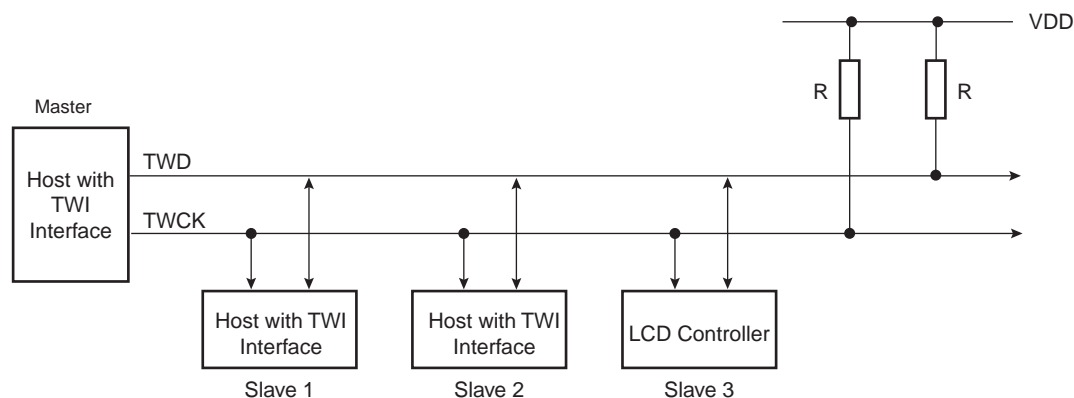 VDD
R
R
Master
Host with
TWI
Interface
TWD
TWCK
Host with TWI
Interface
Slave 1
Host with TWI
Interface
Slave 2
LCD Controller
Slave 3